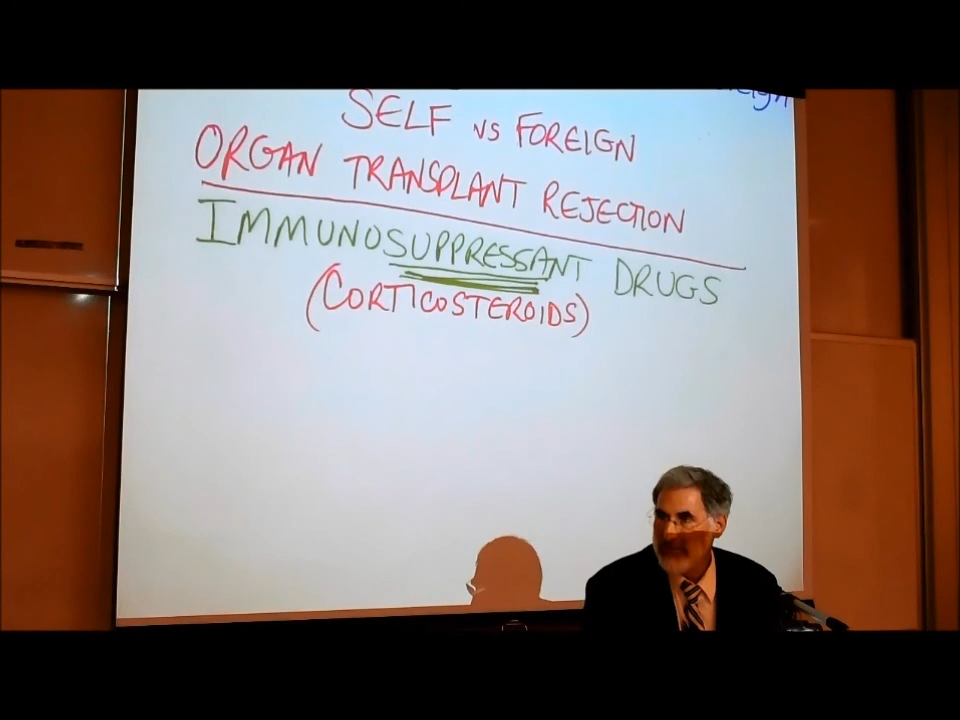 SELF vs FOREIGN
ORGAN TRANSPLANT REJECTION
IMMUNOSUPPRESSANT DRUGS
(CORTICOSTEROIDS)